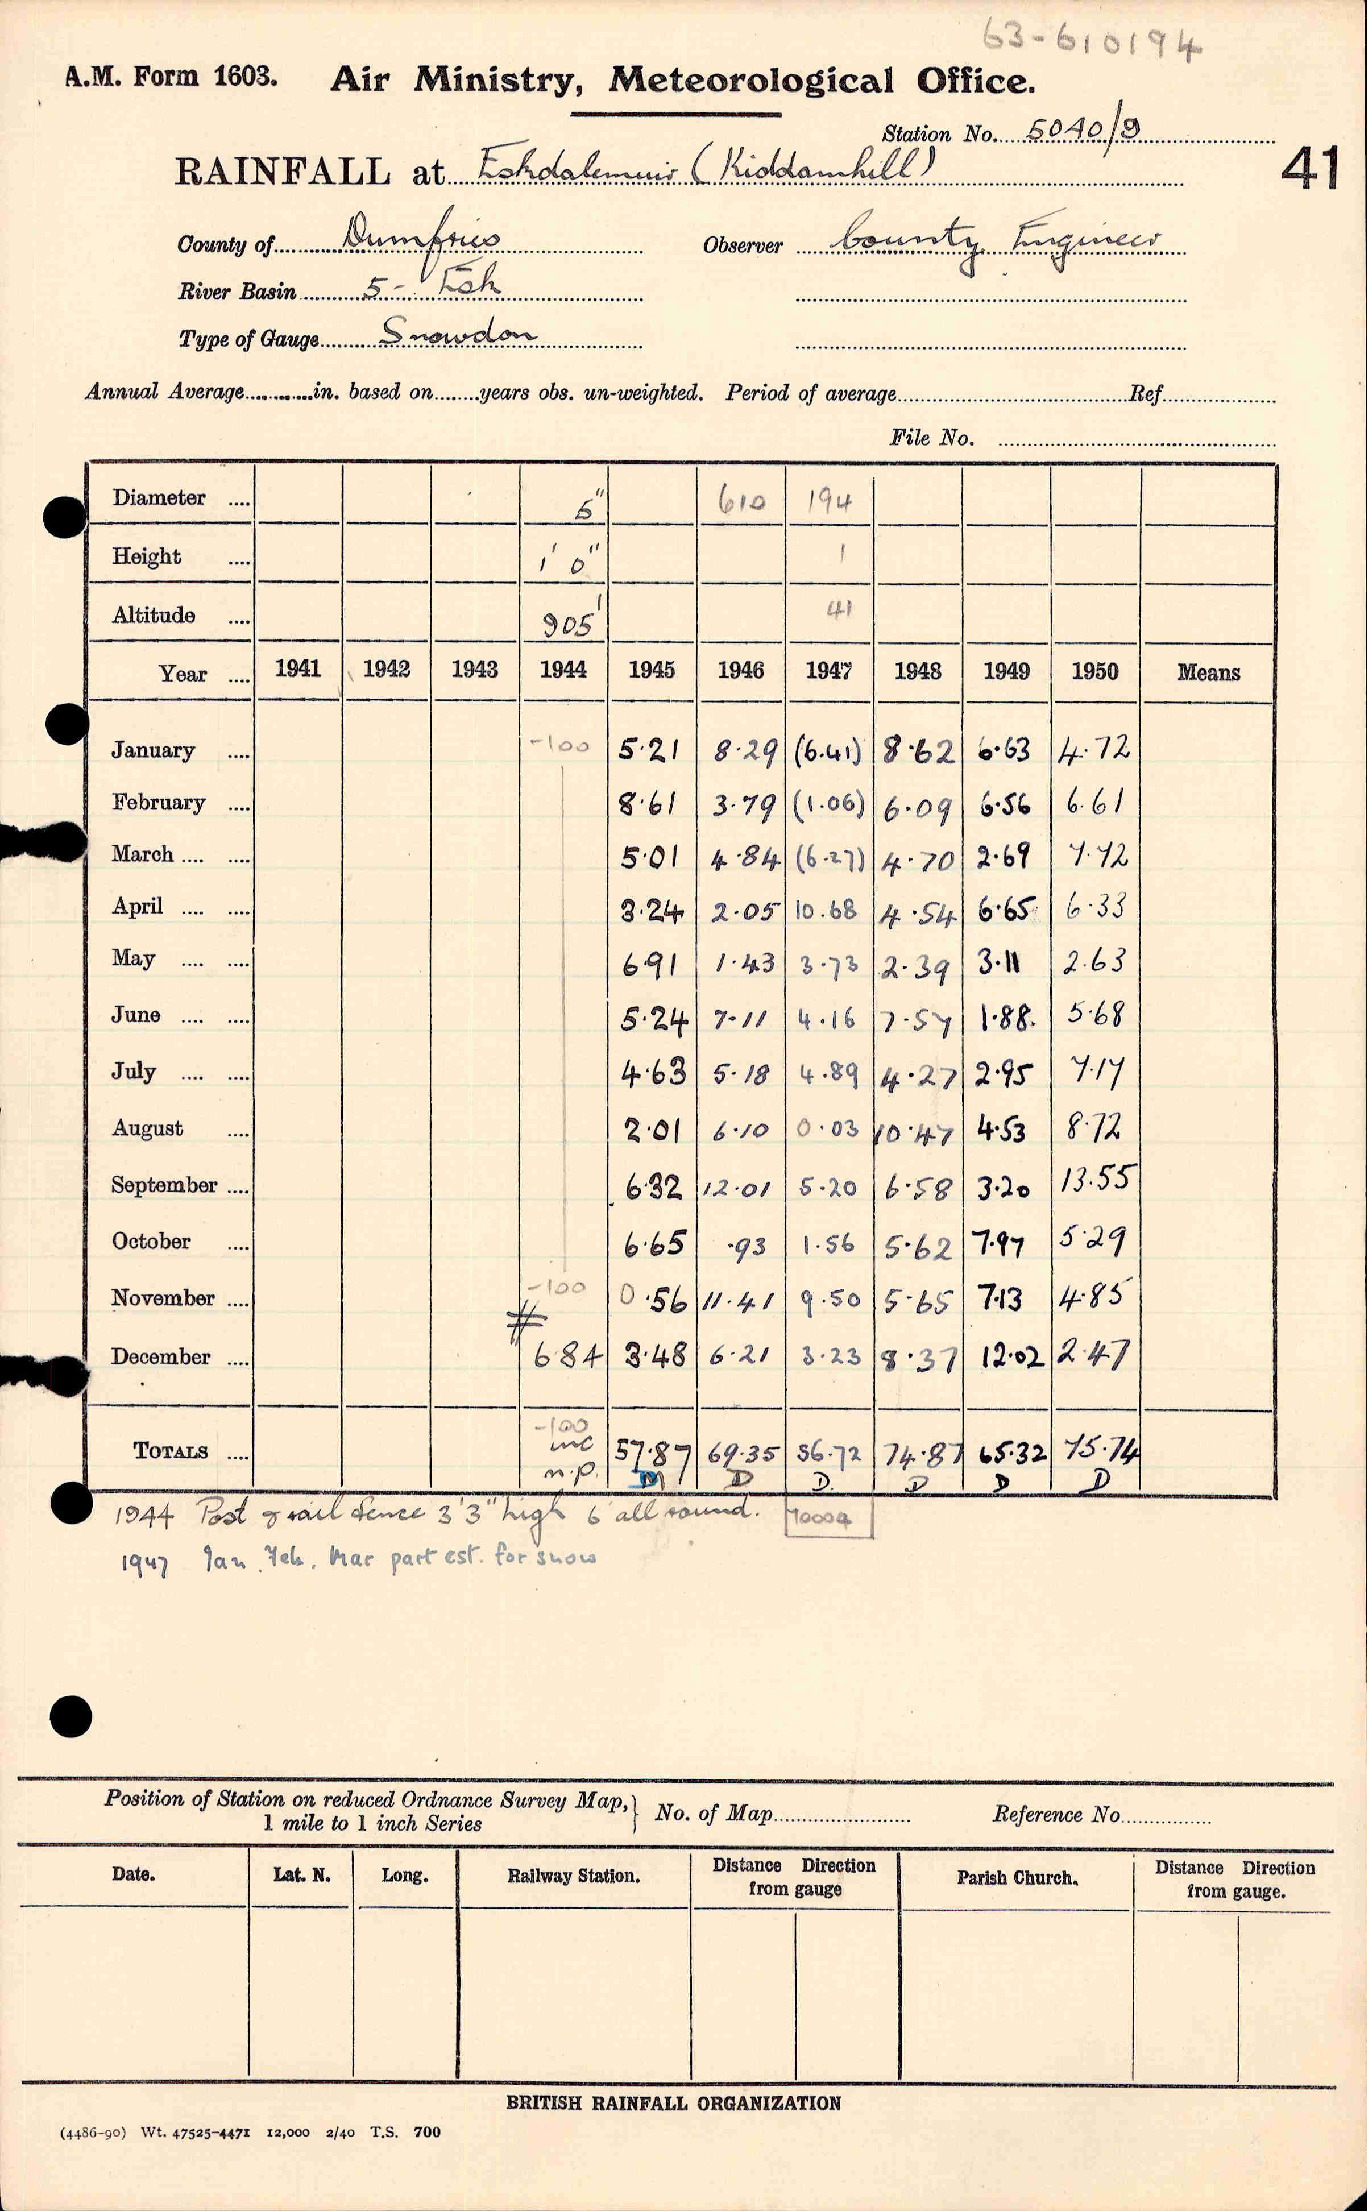 63-610194
A.M. Form 1603. Air Ministry, Meteorological Office.
Station No. 5040/9
RAINFALL at Eskdalemuir (Kiddamhill)
41
County of Dumfries Observer County Engineer
River Basin 5- Esk
Type of Gauge Snowdon
Annual Average............in. based on........years obs. un-weighted. Period of average.................... Ref....................
File No. ....................
Diameter .... 5" 610 194
Height .... 1' 0" 1
Altitude .... 905' 41
Year .... 1941 1942 1943 1944 1945 1946 1947 1948 1949 1950 Means
January .... -100 5.21 8.29 (6.41) 8.62 6.63 4.72
February .... 8.61 3.79 (1.06) 6.09 6.56 6.61
March .... .... 5.01 4.84 (6.27) 4.70 2.69 7.72
April .... .... 3.24 2.05 10.68 4.54 6.65 6.33
May .... .... 6.91 1.43 3.73 2.39 3.11 2.63
June .... .... 5.24 7.11 4.16 7.57 1.88. 5.68
July .... .... 4.63 5.18 4.89 4.27 2.95 7.17
August .... 2.01 6.10 0.03 10.47 4.53 8.72
September .... 6.32 12.01 5.20 6.58 3.20 13.55
October .... 6.65 .93 1.56 5.62 7.97 5.29
November .... -100 0.56 11.41 9.50 5.65 7.13 4.85
#
December .... 6.84 3.48 6.21 3.23 8.37 12.02 2.47
-100
TOTALS .... inc 57.87 69.35 56.72 74.87 65.32 75.74
n.p. M D D. D D D
1944 Post & rail fence 3'3" high 6' all round.
1947 Jan. Feb. Mar part est. for snow
Position of Station on reduced Ordnance Survey Map,} No. of Map.................... Reference No................
1 mile to 1 inch Series
Date. Lat. N. Long. Railway Station. Distance Direction from gauge Parish Church. Distance Direction from gauge.
BRITISH RAINFALL ORGANIZATION
(4486-90) Wt. 47525-4471 12,000 2/40 T.S. 700